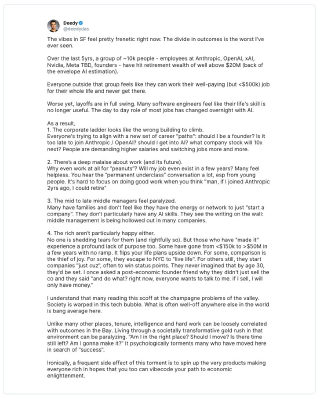 Deedy
@deedydas
The vibes in SF feel pretty frenetic right now. The divide in outcomes is the worst I've
ever seen.
Over the last 5yrs, a group of ~10k people - employees at Anthropic, OpenAI, xAI,
Nvidia, Meta TBD, founders - have hit retirement wealth of well above $20M (back of
the envelope AI estimation).
Everyone outside that group feels like they can work their well-paying (but <$500k) job
for their whole life and never get there.
Worse yet, layoffs are in full swing. Many software engineers feel like their life's skill is
no longer useful. The day to day role of most jobs has changed overnight with AI.
As a result,
1. The corporate ladder looks like the wrong building to climb.
Everyone's trying to align with a new set of career "paths": should I be a founder? Is it
too late to join Anthropic / OpenAI? should I get into AI? what company stock will 10x
next? People are demanding higher salaries and switching jobs more and more.
2. There's a deep malaise about work (and its future).
Why even work at all for "peanuts"? Will my job even exist in a few years? Many feel
helpless. You hear the "permanent underclass" conversation a lot, esp from young
people. It's hard to focus on doing good work when you think "man, if I joined Anthropic
2yrs ago, I could retire"
3. The mid to late middle managers feel paralyzed.
Many have families and don't feel like they have the energy or network to just "start a
company". They don't particularly have any AI skills. They see the writing on the wall:
middle management is being hollowed out in many companies.
4. The rich aren't particularly happy either.
No one is shedding tears for them (and rightfully so). But those who have "made it"
experience a profound lack of purpose too. Some have gone from <$150k to >$50M in
a few years with no ramp. It flips your life plans upside down. For some, comparison is
the thief of joy. For some, they escape to NYC to "live life". For others still, they start
companies "just cuz", often to win status points. They never imagined that by age 30,
they'd be set. I once asked a post-economic founder friend why they didn't just sell the
co and they said "and do what? right now, everyone wants to talk to me. if i sell, I will
only have money."
I understand that many reading this scoff at the champagne problems of the valley.
Society is warped in this tech bubble. What is often well-off anywhere else in the world
is bang average here.
Unlike many other places, tenure, intelligence and hard work can be loosely correlated
with outcomes in the Bay. Living through a societally transformative gold rush in that
environment can be paralyzing. "Am I in the right place? Should I move? Is there time
still left? Am I gonna make it?" It psychologically torments many who have moved here
in search of "success".
Ironically, a frequent side effect of this torment is to spin up the very products making
everyone rich in hopes that you too can vibecode your path to economic
enlightenment.